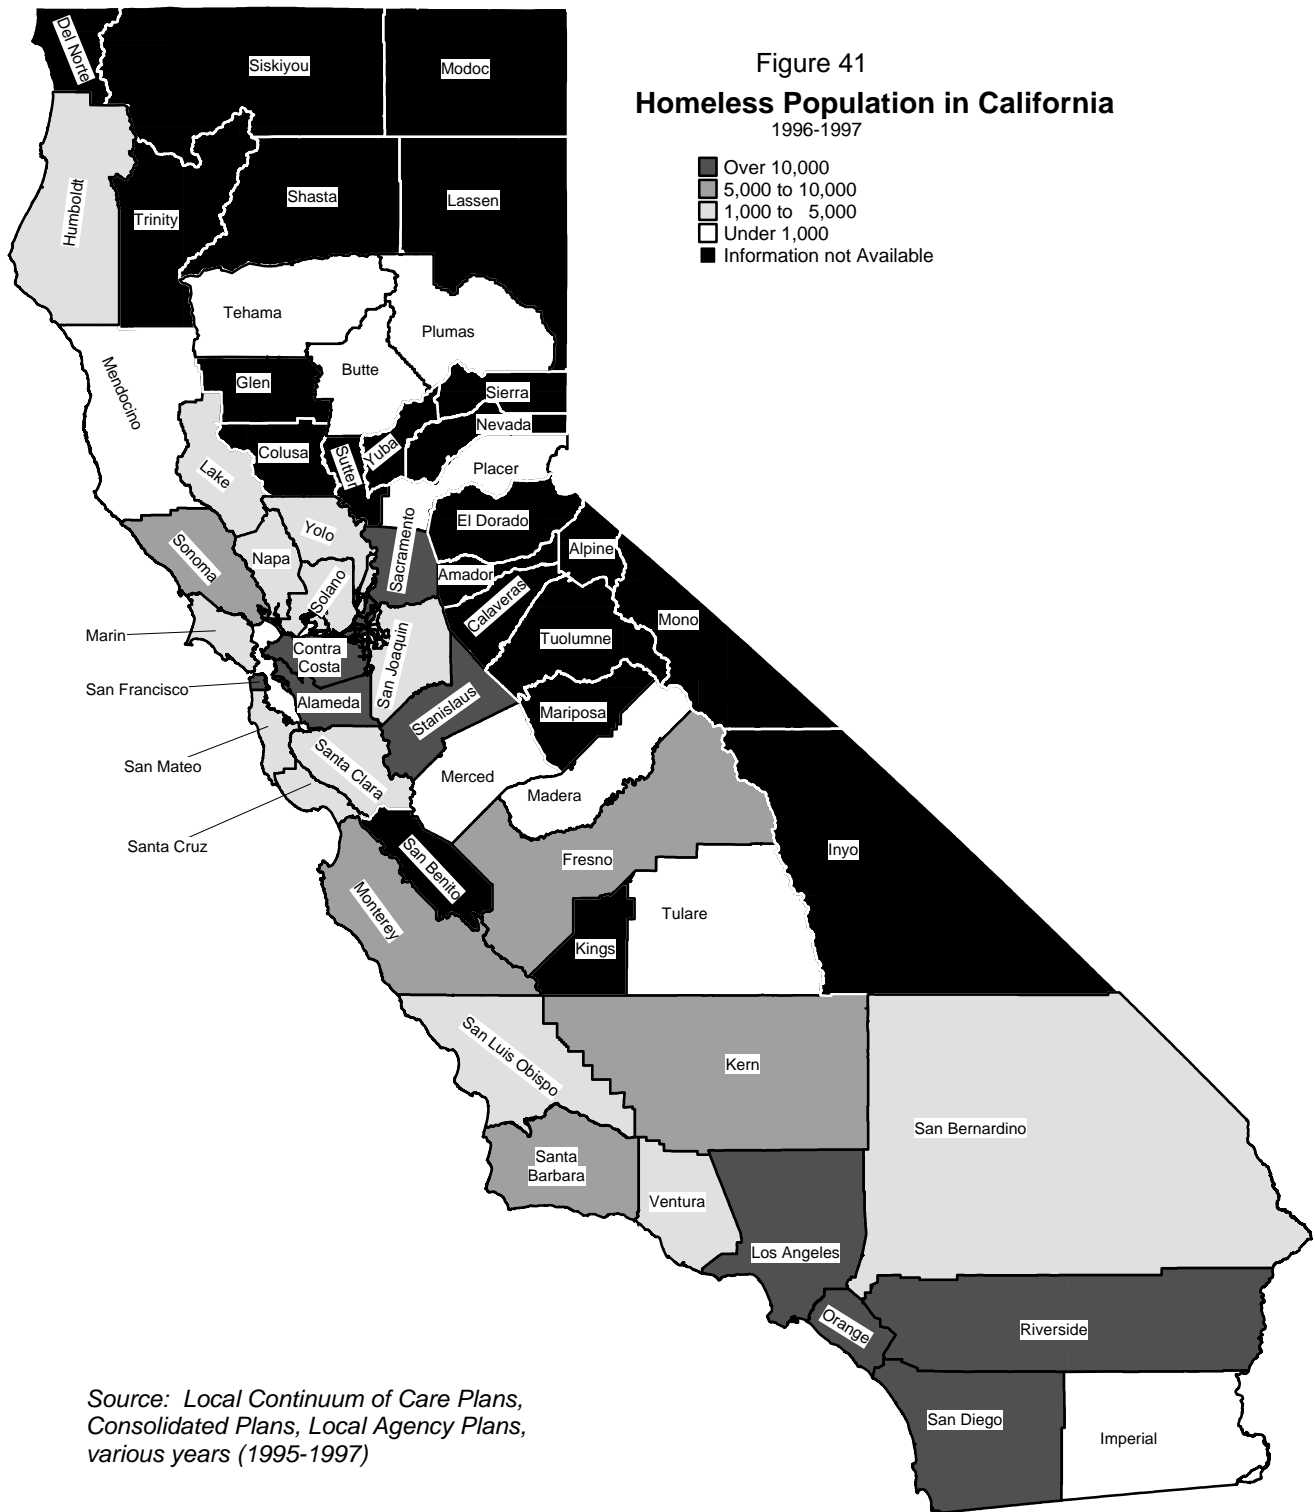 Figure 41
Homeless Population in California
1996-1997
Over 10,000
5,000 to 10,000
1,000 to 5,000
Under 1,000
Information not Available
Del Norte
Siskiyou
Modoc
Humboldt
Trinity
Shasta
Lassen
Tehama
Plumas
Mendocino
Glen
Butte
Sierra
Nevada
Lake
Colusa
Sutter
Yuba
Placer
Sonoma
Napa
Yolo
Solano
Sacramento
El Dorado
Alpine
Amador
Calaveras
Mono
Tuolumne
Marin
Contra
Costa
San Joaquin
San Francisco
Alameda
Stanislaus
Mariposa
San Mateo
Santa Clara
Merced
Madera
Santa Cruz
San Benito
Fresno
Inyo
Monterey
Kings
Tulare
San Luis Obispo
Kern
San Bernardino
Santa
Barbara
Ventura
Los Angeles
Orange
Riverside
San Diego
Imperial
Source: Local Continuum of Care Plans,
Consolidated Plans, Local Agency Plans,
various years (1995-1997)